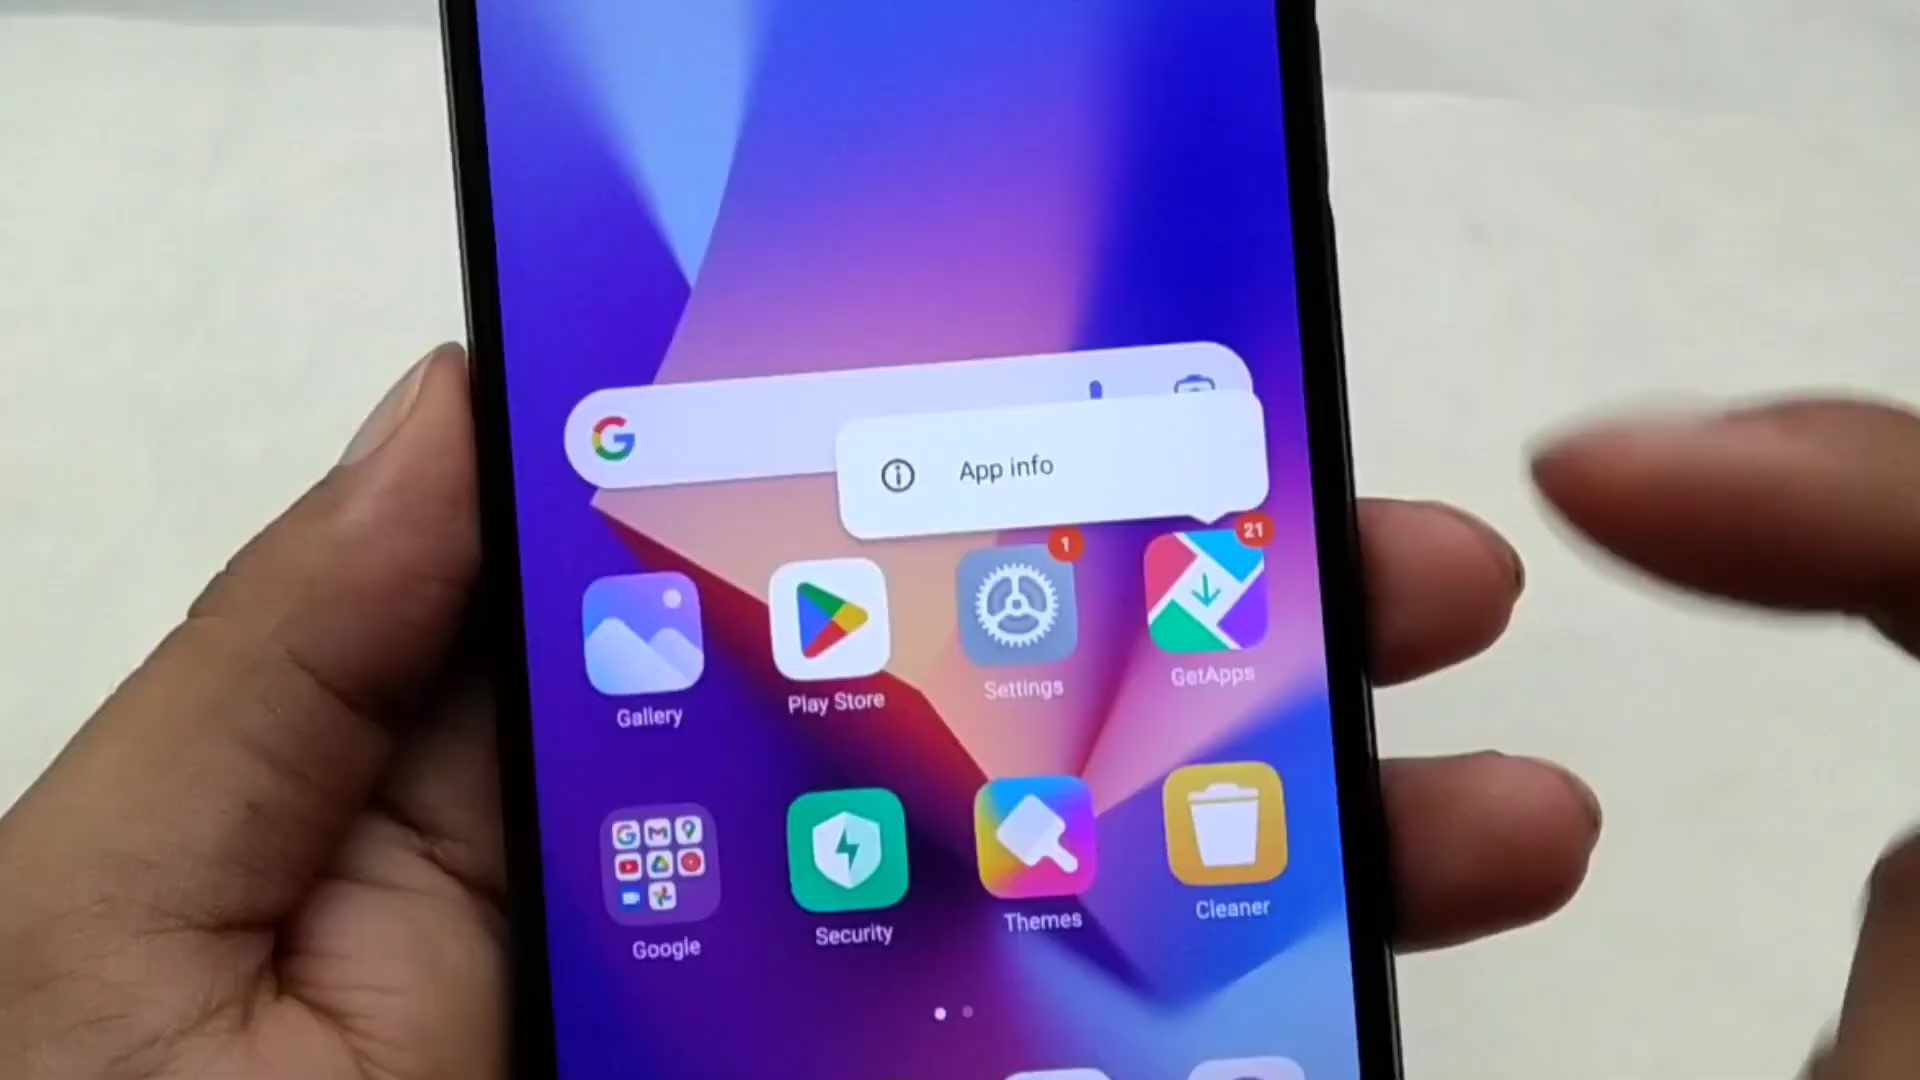 App info
1
21
Gallery
Play Store
Settings
GetApps
Google
Security
Themes
Cleaner